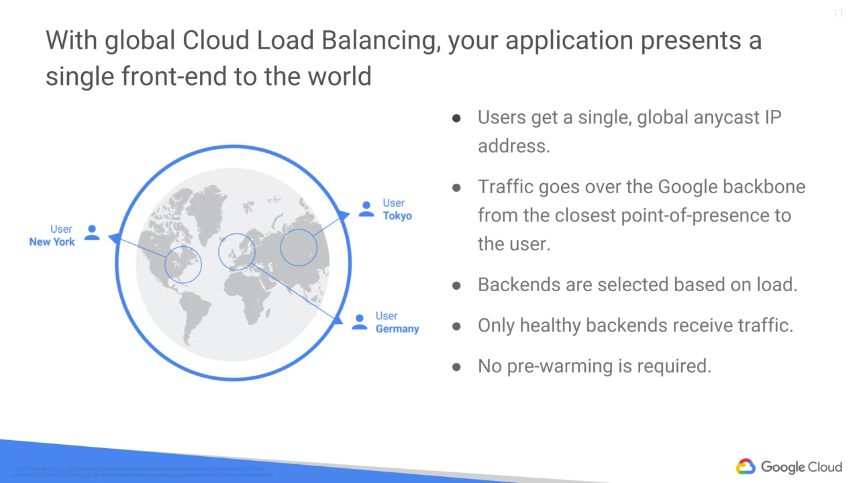 11
With global Cloud Load Balancing, your application presents a
single front-end to the world
● Users get a single, global anycast IP
address.
● Traffic goes over the Google backbone
from the closest point-of-presence to
the user.
● Backends are selected based on load.
● Only healthy backends receive traffic.
● No pre-warming is required.
User
New York
User
Tokyo
User
Germany
Google Cloud